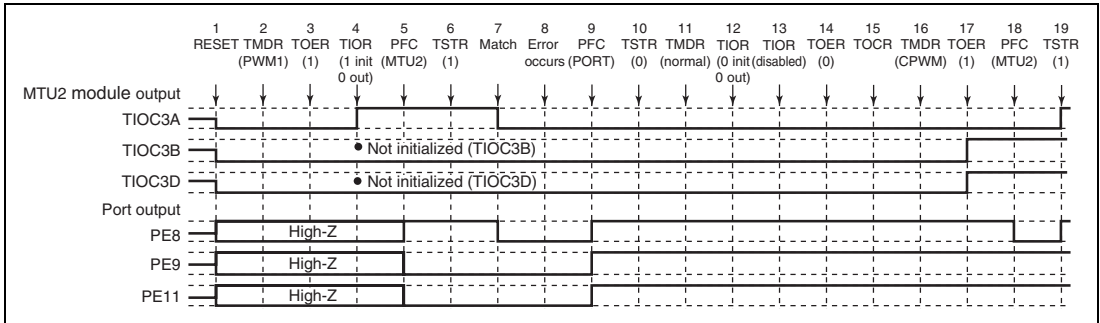 1 2 3 4 5 6 7 8 9 10 11 12 13 14 15 16 17 18 19
RESET TMDR TOER TIOR PFC TSTR Match Error PFC TSTR TMDR TIOR TIOR TOER TOCR TMDR TOER PFC TSTR
(PWM1) (1) (1 init (MTU2) (1) occurs (PORT) (0) (normal) (0 init (disabled) (0) (CPWM) (1) (MTU2) (1)
0 out) 0 out)
MTU2 module output
TIOC3A
TIOC3B • Not initialized (TIOC3B)
TIOC3D • Not initialized (TIOC3D)
Port output
PE8 High-Z
PE9 High-Z
PE11 High-Z